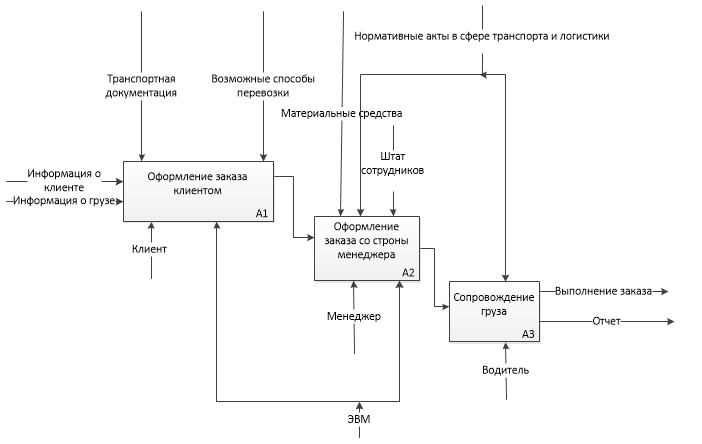 Нормативные акты в сфере транспорта и логистики
Транспортная
документация
Возможные способы
перевозки
Материальные средства
Штат
сотрудников
Информация о
клиенте
Информация о грузе
Оформление заказа
клиентом
A1
Клиент
Оформление
заказа со строны
менеджера
A2
Менеджер
Сопровождение
груза
A3
Выполнение заказа
Отчет
Водитель
ЭВМ